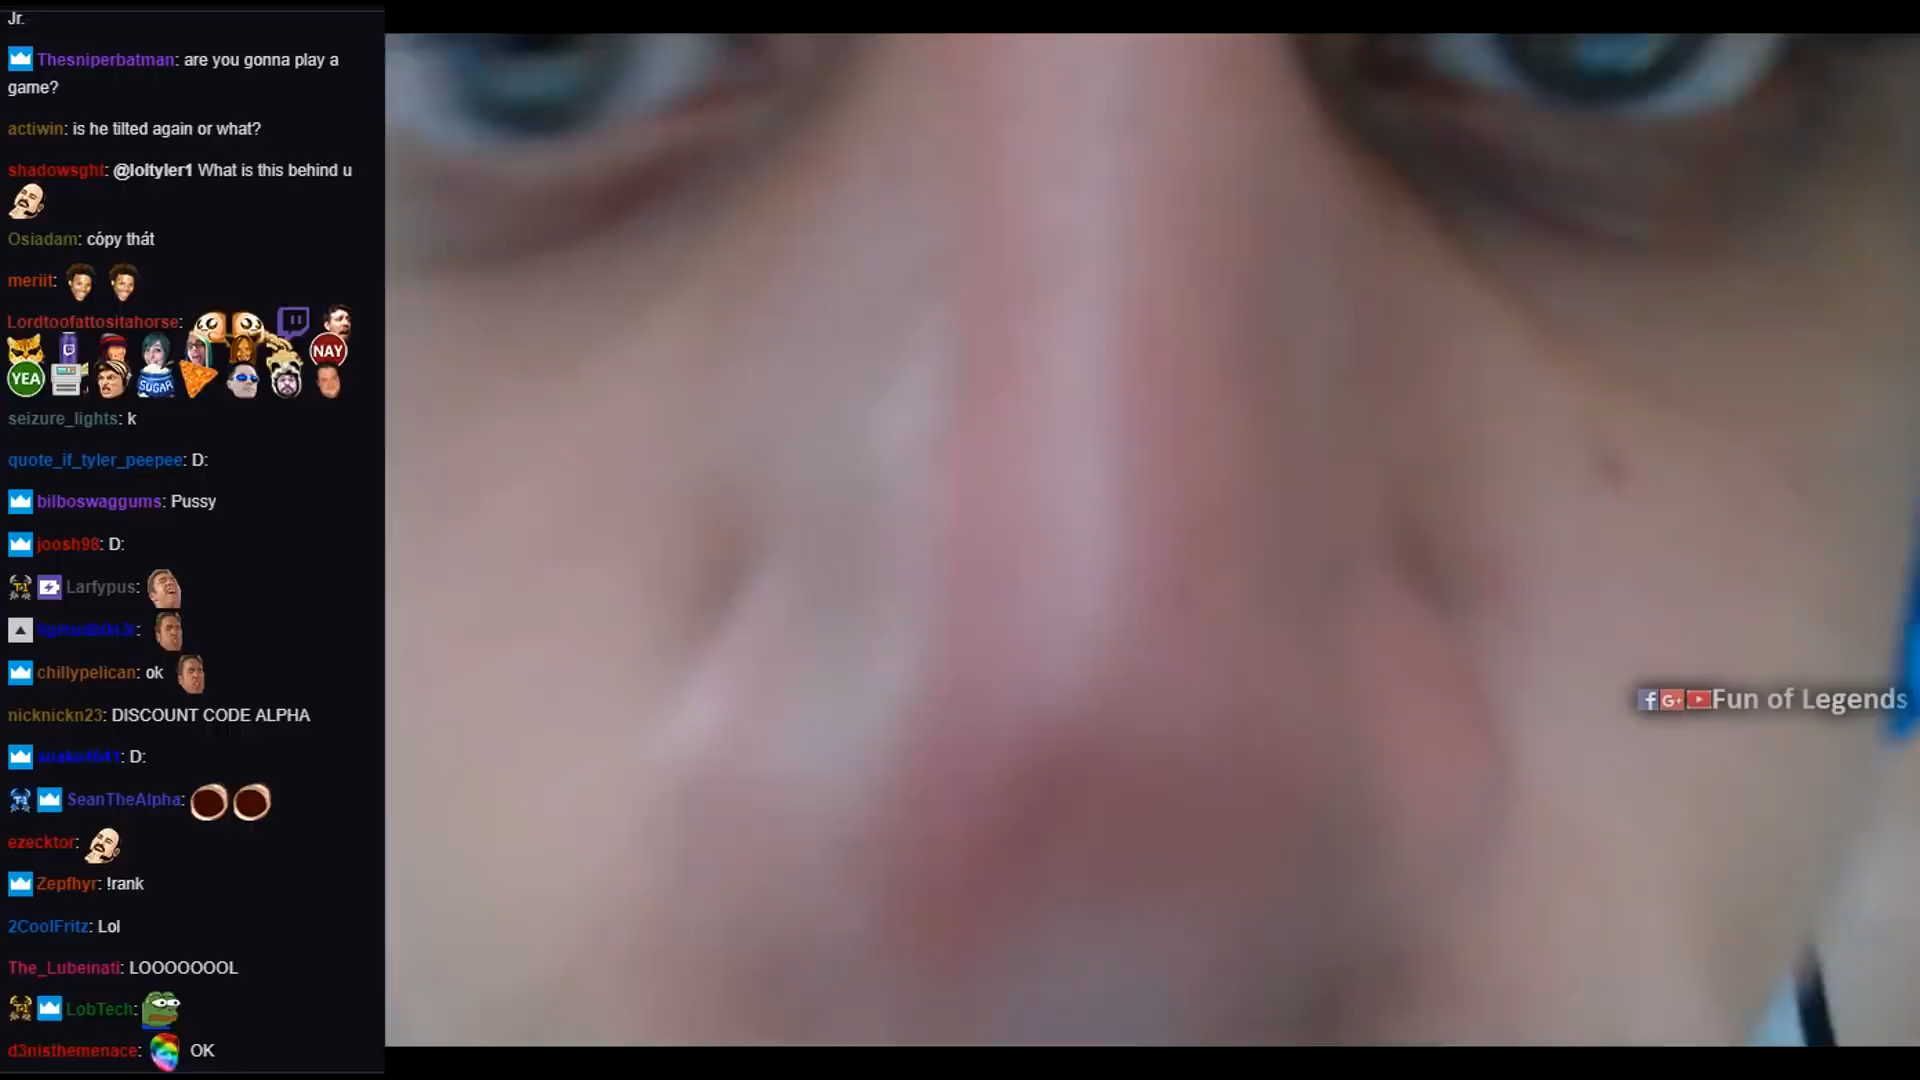 Jr.
Thesniperbatman: are you gonna play a
game?
actiwin: is he tilted again or what?
shadowsghl: @loltyler1 What is this behind u
Osiadam: cópy thát
meriit:
Lordtoofattositahorse:
NAY
YEA
SUGAR
seizure_lights: k
quote_if_tyler_peepee: D:
bilboswaggums: Pussy
joosh98: D:
Larfypus:
chillypelican: ok
nicknickn23: DISCOUNT CODE ALPHA
snake4641: D:
SeanTheAlpha:
ezecktor:
Zepfhyr: !rank
2CoolFritz: Lol
The_Lubeinati: LOOOOOOOL
LobTech:
d3nisthemenace: OK
Fun of Legends